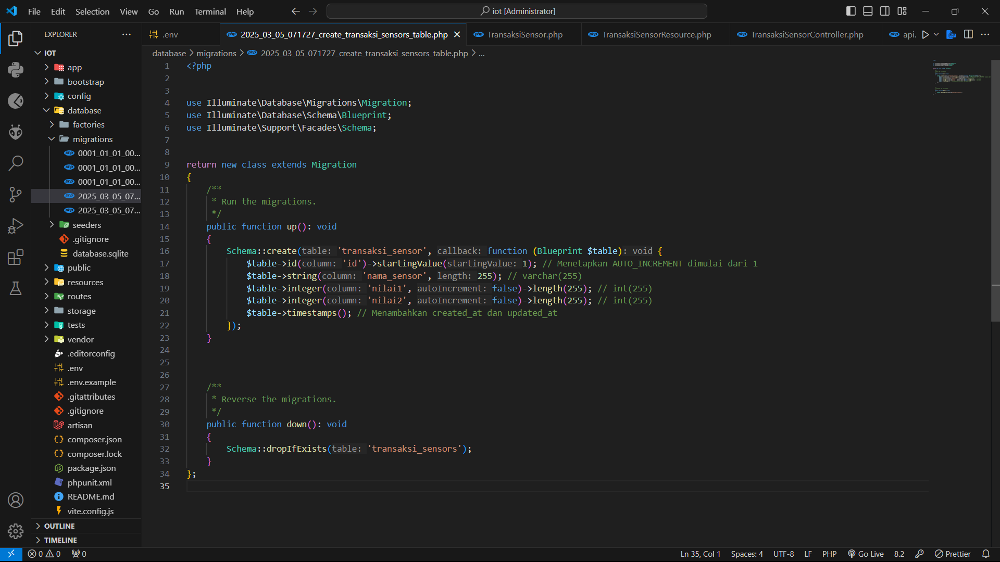 File Edit Selection View Go Run Terminal Help
iot [Administrator]
EXPLORER
IOT
app
bootstrap
config
database
factories
migrations
0001_01_01_00...
0001_01_01_00...
0001_01_01_00...
2025_03_05_07...
2025_03_05_07...
seeders
.gitignore
database.sqlite
public
resources
routes
storage
tests
vendor
.editorconfig
.env
.env.example
.gitattributes
.gitignore
artisan
composer.json
composer.lock
package.json
phpunit.xml
README.md
vite.config.js
OUTLINE
TIMELINE
.env
2025_03_05_071727_create_transaksi_sensors_table.php
TransaksiSensor.php
TransaksiSensorResource.php
TransaksiSensorController.php
api.
database > migrations > 2025_03_05_071727_create_transaksi_sensors_table.php > ...
1 <?php
2
3
4 use Illuminate\Database\Migrations\Migration;
5 use Illuminate\Database\Schema\Blueprint;
6 use Illuminate\Support\Facades\Schema;
7
8
9 return new class extends Migration
10 {
11 /**
12 * Run the migrations.
13 */
14 public function up(): void
15 {
16 Schema::create(table: 'transaksi_sensor', callback: function (Blueprint $table): void {
17 $table->id(column: 'id')->startingValue(startingValue: 1); // Menetapkan AUTO_INCREMENT dimulai dari 1
18 $table->string(column: 'nama_sensor', length: 255); // varchar(255)
19 $table->integer(column: 'nilai1', autoIncrement: false)->length(255); // int(255)
20 $table->integer(column: 'nilai2', autoIncrement: false)->length(255); // int(255)
21 $table->timestamps(); // Menambahkan created_at dan updated_at
22 });
23 }
24
25
26
27 /**
28 * Reverse the migrations.
29 */
30 public function down(): void
31 {
32 Schema::dropIfExists(table: 'transaksi_sensors');
33 }
34 };
35
0 0 0
Ln 35, Col 1 Spaces: 4 UTF-8 LF PHP Go Live 8.2 Prettier